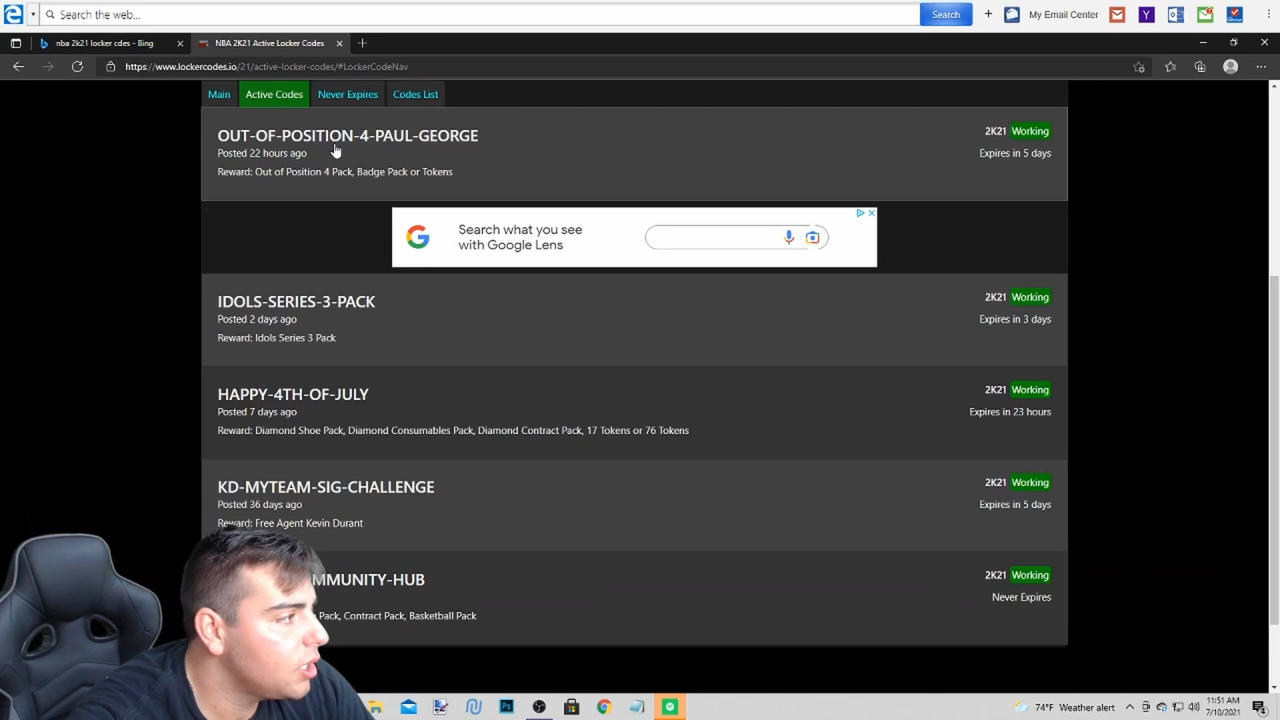 Search the web...
Search
My Email Center
nba 2k21 locker cdes - Bing
NBA 2K21 Active Locker Codes
https://www.lockercodes.io/21/active-locker-codes/#LockerCodeNav
Main
Active Codes
Never Expires
Codes List
OUT-OF-POSITION-4-PAUL-GEORGE
2K21 Working
Posted 22 hours ago
Expires in 5 days
Reward: Out of Position 4 Pack, Badge Pack or Tokens
Search what you see
with Google Lens
IDOLS-SERIES-3-PACK
2K21 Working
Posted 2 days ago
Expires in 3 days
Reward: Idols Series 3 Pack
HAPPY-4TH-OF-JULY
2K21 Working
Posted 7 days ago
Expires in 23 hours
Reward: Diamond Shoe Pack, Diamond Consumables Pack, Diamond Contract Pack, 17 Tokens or 76 Tokens
KD-MYTEAM-SIG-CHALLENGE
2K21 Working
Posted 36 days ago
Expires in 5 days
Reward: Free Agent Kevin Durant
MMUNITY-HUB
2K21 Working
Never Expires
Pack, Contract Pack, Basketball Pack
74°F Weather alert
11:51 AM
7/10/2021